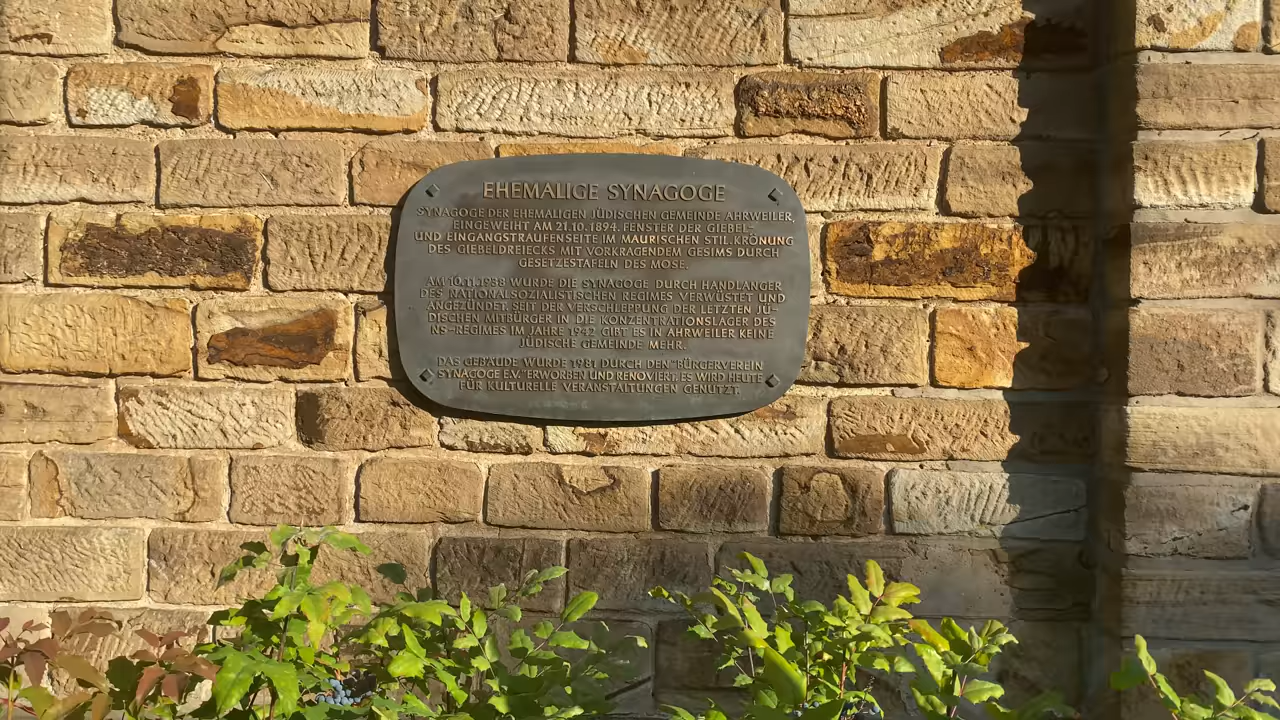 EHEMALIGE SYNAGOGE
SYNAGOGE DER EHEMALIGEN JÜDISCHEN GEMEINDE AHRWEILER,
EINGEWEIHT AM 21.10.1894. FENSTER DER GIEBEL-
UND EINGANGSTRAUFENSEITE IM MAURISCHEN STIL. KRÖNUNG
DES GIEBELDREIECKS MIT VORKRAGENDEM GESIMS DURCH
GESETZESTAFELN DES MOSE.
AM 10.11.1938 WURDE DIE SYNAGOGE DURCH HANDLANGER
DES NATIONALSOZIALISTISCHEN REGIMES VERWÜSTET UND
ANGEZÜNDET. SEIT DER VERSCHLEPPUNG DER LETZTEN JÜ-
DISCHEN MITBÜRGER IN DIE KONZENTRATIONSLAGER DES
NS-REGIMES IM JAHRE 1942 GIBT ES IN AHRWEILER KEINE
JÜDISCHE GEMEINDE MEHR.
DAS GEBÄUDE WURDE 1981 DURCH DEN "BÜRGERVEREIN
SYNAGOGE E.V." ERWORBEN UND RENOVIERT. ES WIRD HEUTE
FÜR KULTURELLE VERANSTALTUNGEN GENUTZT.